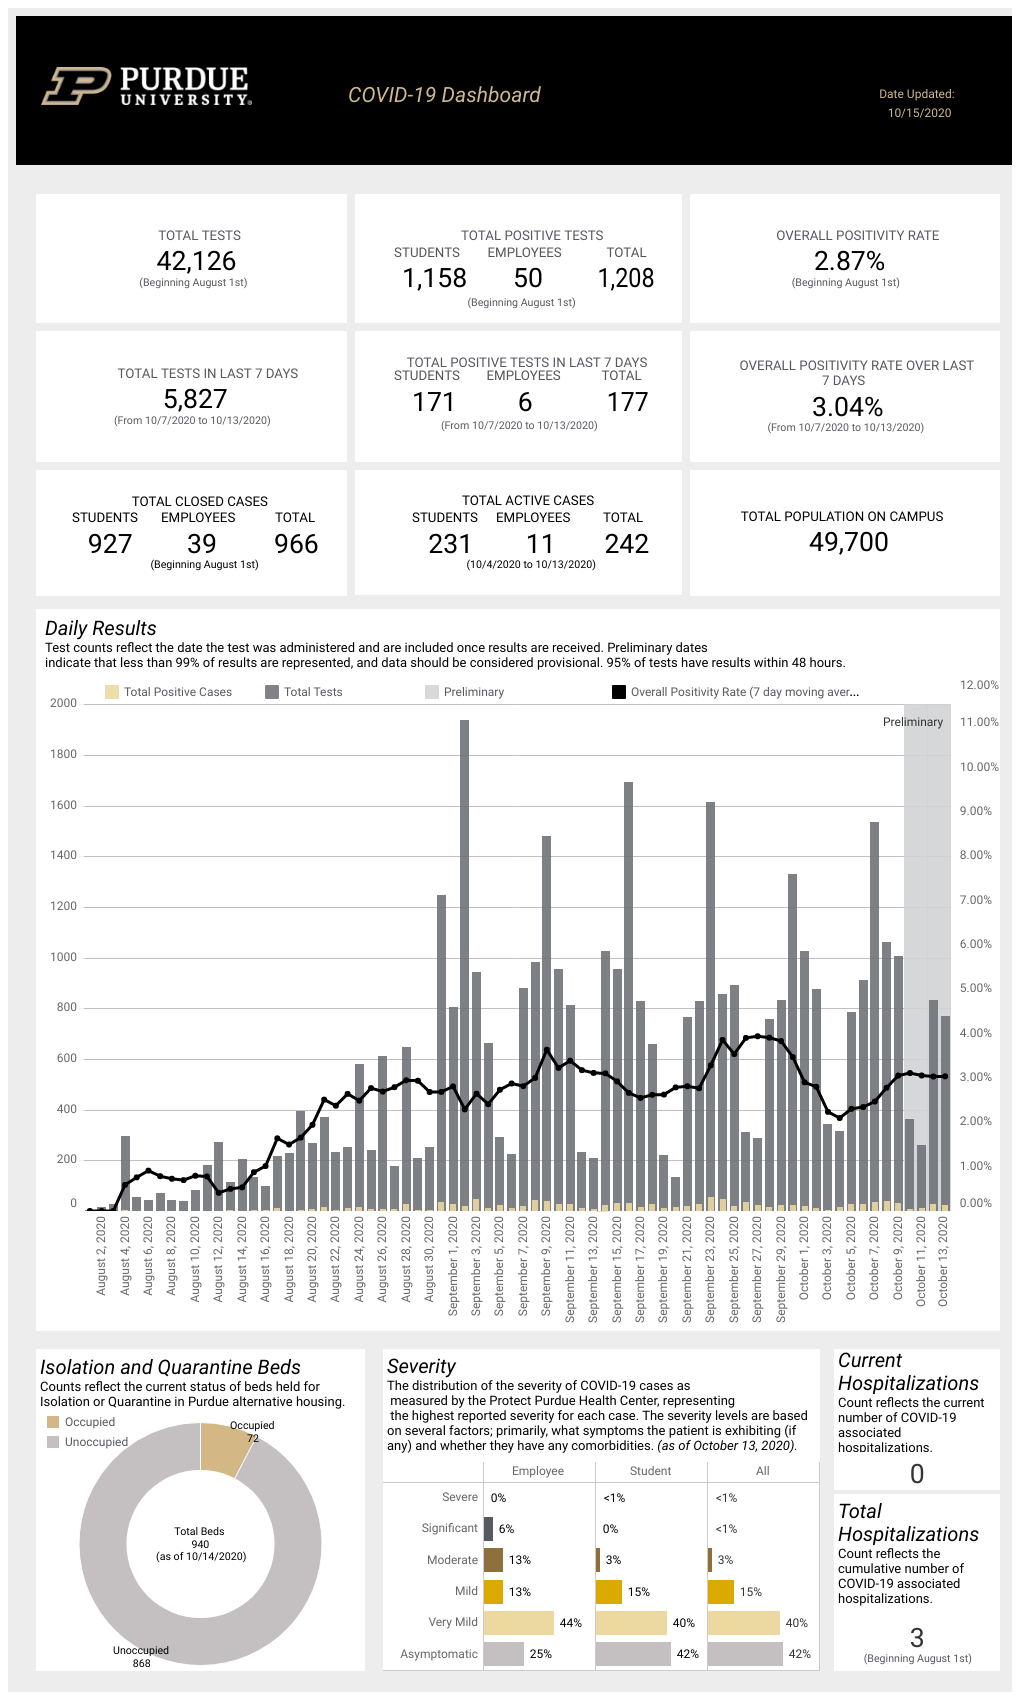 PURDUE
UNIVERSITY®
COVID-19 Dashboard
Date Updated:
10/15/2020
TOTAL TESTS
42,126
(Beginning August 1st)
TOTAL POSITIVE TESTS
STUDENTS EMPLOYEES TOTAL
1,158 50 1,208
(Beginning August 1st)
OVERALL POSITIVITY RATE
2.87%
(Beginning August 1st)
TOTAL TESTS IN LAST 7 DAYS
5,827
(From 10/7/2020 to 10/13/2020)
TOTAL POSITIVE TESTS IN LAST 7 DAYS
STUDENTS EMPLOYEES TOTAL
171 6 177
(From 10/7/2020 to 10/13/2020)
OVERALL POSITIVITY RATE OVER LAST
7 DAYS
3.04%
(From 10/7/2020 to 10/13/2020)
TOTAL CLOSED CASES
STUDENTS EMPLOYEES TOTAL
927 39 966
(Beginning August 1st)
TOTAL ACTIVE CASES
STUDENTS EMPLOYEES TOTAL
231 11 242
(10/4/2020 to 10/13/2020)
TOTAL POPULATION ON CAMPUS
49,700
Daily Results
Test counts reflect the date the test was administered and are included once results are received. Preliminary dates
indicate that less than 99% of results are represented, and data should be considered provisional. 95% of tests have results within 48 hours.
Total Positive Cases Total Tests Preliminary Overall Positivity Rate (7 day moving aver...
2000
1800
1600
1400
1200
1000
800
600
400
200
0
Preliminary
12.00%
11.00%
10.00%
9.00%
8.00%
7.00%
6.00%
5.00%
4.00%
3.00%
2.00%
1.00%
0.00%
August 2, 2020
August 4, 2020
August 6, 2020
August 8, 2020
August 10, 2020
August 12, 2020
August 14, 2020
August 16, 2020
August 18, 2020
August 20, 2020
August 22, 2020
August 24, 2020
August 26, 2020
August 28, 2020
August 30, 2020
September 1, 2020
September 3, 2020
September 5, 2020
September 7, 2020
September 9, 2020
September 11, 2020
September 13, 2020
September 15, 2020
September 17, 2020
September 19, 2020
September 21, 2020
September 23, 2020
September 25, 2020
September 27, 2020
September 29, 2020
October 1, 2020
October 3, 2020
October 5, 2020
October 7, 2020
October 9, 2020
October 11, 2020
October 13, 2020
Isolation and Quarantine Beds
Counts reflect the current status of beds held for
Isolation or Quarantine in Purdue alternative housing.
Occupied
Unoccupied
Occupied
72
Total Beds
940
(as of 10/14/2020)
Unoccupied
868
Severity
The distribution of the severity of COVID-19 cases as
measured by the Protect Purdue Health Center, representing
the highest reported severity for each case. The severity levels are based
on several factors; primarily, what symptoms the patient is exhibiting (if
any) and whether they have any comorbidities. (as of October 13, 2020).
Employee Student All
Severe 0% <1% <1%
Significant 6% 0% <1%
Moderate 13% 3% 3%
Mild 13% 15% 15%
Very Mild 44% 40% 40%
Asymptomatic 25% 42% 42%
Current
Hospitalizations
Count reflects the current
number of COVID-19
associated
hospitalizations.
0
Total
Hospitalizations
Count reflects the
cumulative number of
COVID-19 associated
hospitalizations.
3
(Beginning August 1st)